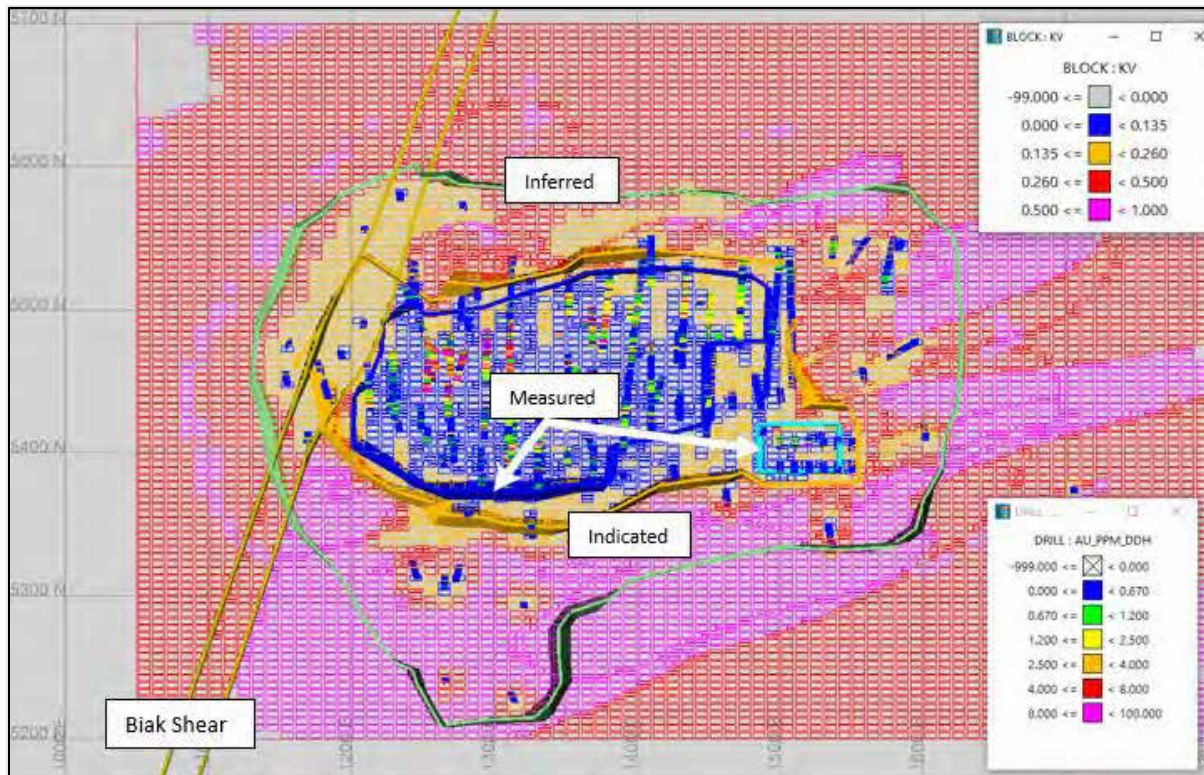 BLOCK : KV
BLOCK : KV
-99.000 <= < 0.000
0.000 <= < 0.135
0.135 <= < 0.260
0.260 <= < 0.500
0.500 <= < 1.000
Inferred
Measured
5400 N
Indicated
5300 N
5200 N
Biak Shear
DRILL
DRILL : AU_PPM_DDH
-999.000 <= < 0.000
0.000 <= < 0.670
0.670 <= < 1.200
1.200 <= < 2.500
2.500 <= < 4.000
4.000 <= < 8.000
8.000 <= < 100.000